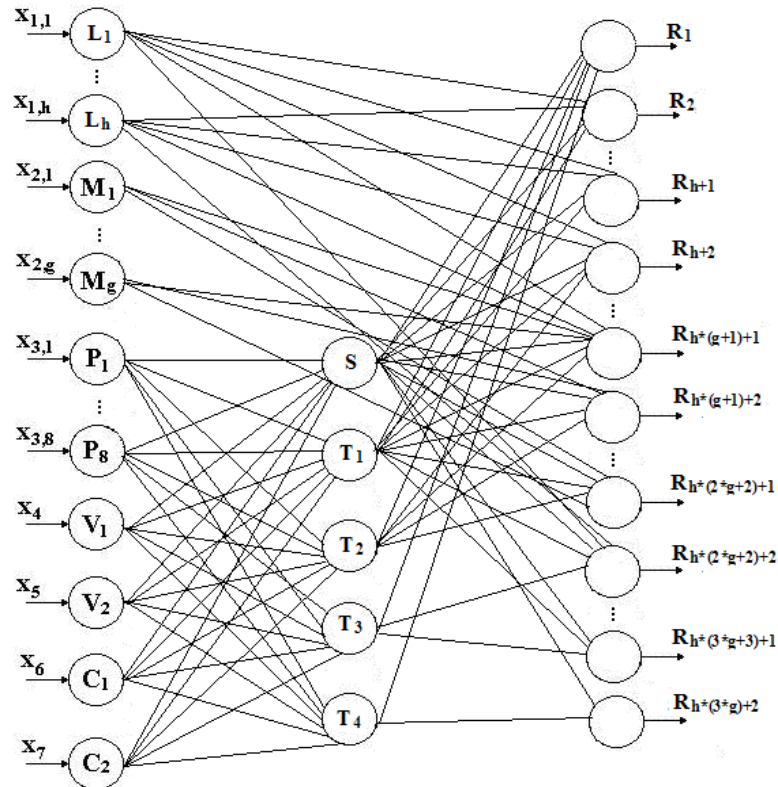 x1,1 L1 R1
⋮
x1,h Lh R2
⋮
x2,1 M1 Rh+1
⋮
x2,g Mg Rh+2
⋮
x3,1 P1 S Rh*(g+1)+1
⋮
Rh*(g+1)+2
x3,8 P8 T1
⋮
Rh*(2*g+2)+1
x4 V1 T2
Rh*(2*g+2)+2
x5 V2 T3
⋮
x6 C1 Rh*(3*g+3)+1
T4 Rh*(3*g)+2
x7 C2